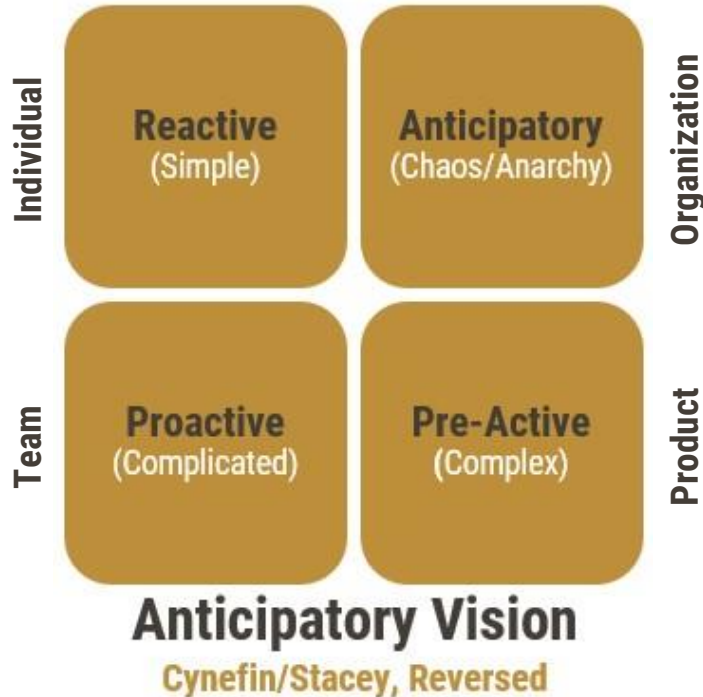 Individual
Reactive
(Simple)
Anticipatory
(Chaos/Anarchy)
Organization
Team
Proactive
(Complicated)
Pre-Active
(Complex)
Product
Anticipatory Vision
Cynefin/Stacey, Reversed